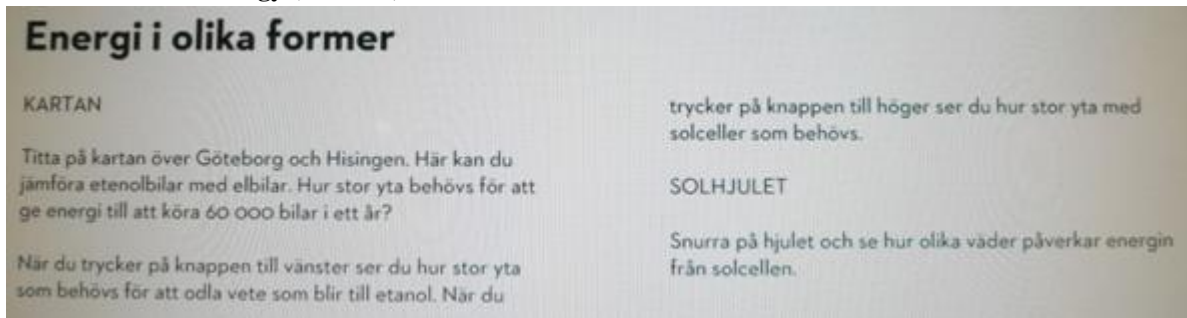 Energi i olika former
KARTAN
Titta på kartan över Göteborg och Hisingen. Här kan du
jämföra etenolbilar med elbilar. Hur stor yta behövs för att
ge energi till att köra 60 000 bilar i ett år?
När du trycker på knappen till vänster ser du hur stor yta
som behövs för att odla vete som blir till etanol. När du
trycker på knappen till höger ser du hur stor yta med
solceller som behövs.
SOLHJULET
Snurra på hjulet och se hur olika väder påverkar energin
från solcellen.